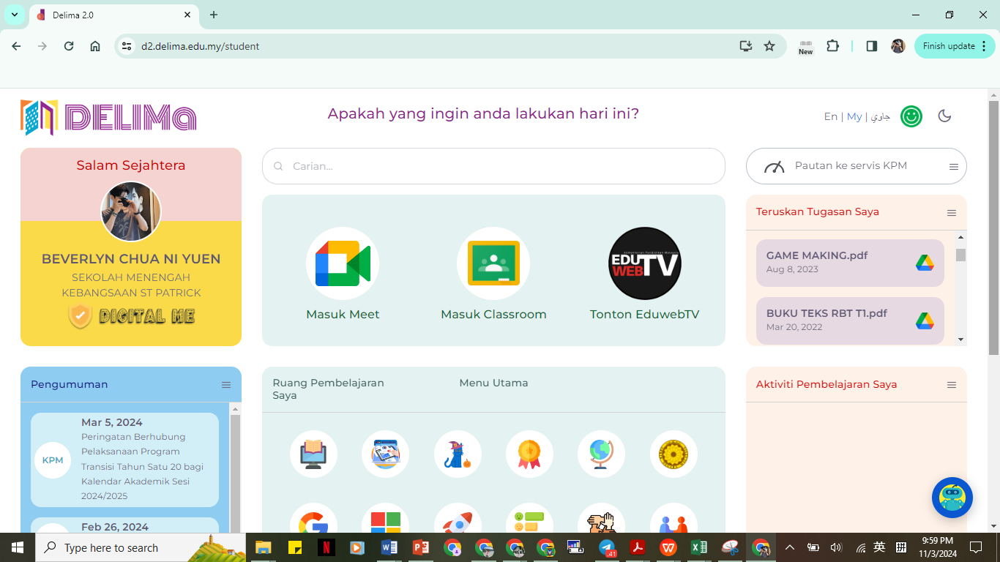 Delima 2.0
d2.delima.edu.my/student
New
Finish update
DELIMa
Apakah yang ingin anda lakukan hari ini?
En | My | جاوي
Salam Sejahtera
BEVERLYN CHUA NI YUEN
SEKOLAH MENENGAH
KEBANGSAAN ST PATRICK
DIGITAL ME
Carian...
Kementerian Pendidikan Malaysia
EDU
WEB TV
Masuk Meet
Masuk Classroom
Tonton EduwebTV
Pautan ke servis KPM
Teruskan Tugasan Saya
GAME MAKING.pdf
Aug 8, 2023
BUKU TEKS RBT T1.pdf
Mar 20, 2022
Pengumuman
KPM
Mar 5, 2024
Peringatan Berhubung
Pelaksanaan Program
Transisi Tahun Satu 20 bagi
Kalendar Akademik Sesi
2024/2025
Feb 26, 2024
Ruang Pembelajaran
Saya
Menu Utama
Aktiviti Pembelajaran Saya
Type here to search
41
英
拼
9:59 PM
11/3/2024